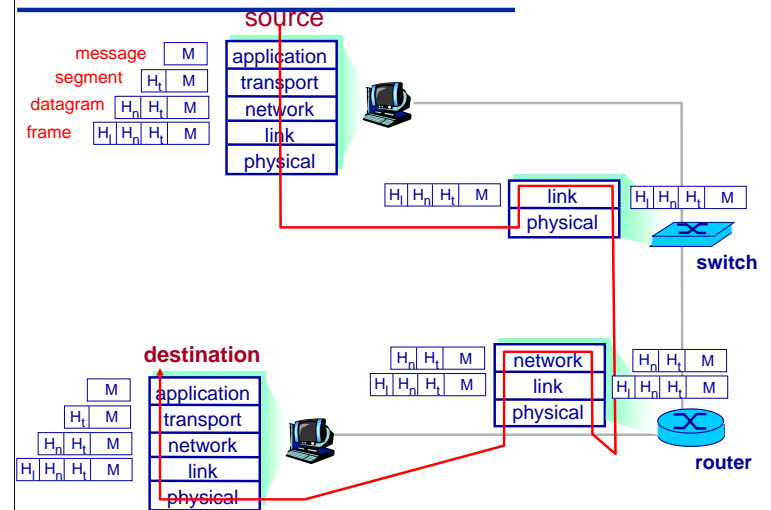 source
message M application
segment Ht M transport
datagram Hn Ht M network
frame Hl Hn Ht M link
physical
Hl Hn Ht M link Hl Hn Ht M
physical
switch
destination
Hn Ht M network Hn Ht M
Hl Hn Ht M link Hl Hn Ht M
physical
router
M application
Ht M transport
Hn Ht M network
Hl Hn Ht M link
physical